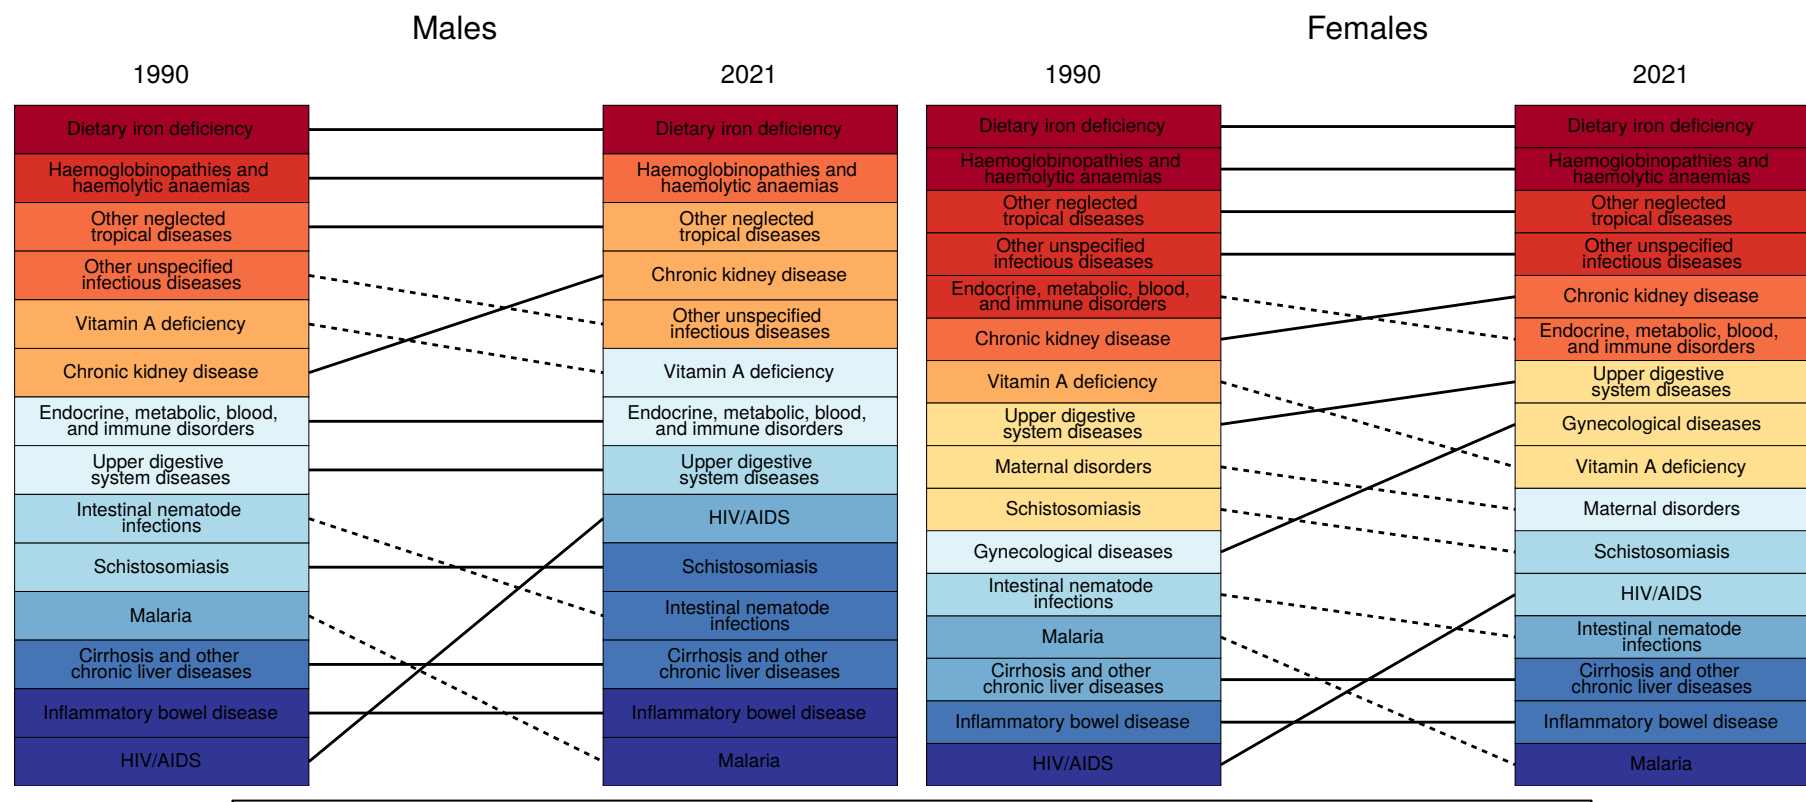 Males
1990
Dietary iron deficiency
Haemoglobinopathies and
haemolytic anaemias
Other neglected
tropical diseases
Other unspecified
infectious diseases
Vitamin A deficiency
Chronic kidney disease
Endocrine, metabolic, blood,
and immune disorders
Upper digestive
system diseases
Intestinal nematode
infections
Schistosomiasis
Malaria
Cirrhosis and other
chronic liver diseases
Inflammatory bowel disease
HIV/AIDS
2021
Dietary iron deficiency
Haemoglobinopathies and
haemolytic anaemias
Other neglected
tropical diseases
Chronic kidney disease
Other unspecified
infectious diseases
Vitamin A deficiency
Endocrine, metabolic, blood,
and immune disorders
Upper digestive
system diseases
HIV/AIDS
Schistosomiasis
Intestinal nematode
infections
Cirrhosis and other
chronic liver diseases
Inflammatory bowel disease
Malaria
Females
1990
Dietary iron deficiency
Haemoglobinopathies and
haemolytic anaemias
Other neglected
tropical diseases
Other unspecified
infectious diseases
Endocrine, metabolic, blood,
and immune disorders
Chronic kidney disease
Vitamin A deficiency
Upper digestive
system diseases
Maternal disorders
Schistosomiasis
Gynecological diseases
Intestinal nematode
infections
Malaria
Cirrhosis and other
chronic liver diseases
Inflammatory bowel disease
HIV/AIDS
2021
Dietary iron deficiency
Haemoglobinopathies and
haemolytic anaemias
Other neglected
tropical diseases
Other unspecified
infectious diseases
Chronic kidney disease
Endocrine, metabolic, blood,
and immune disorders
Upper digestive
system diseases
Gynecological diseases
Vitamin A deficiency
Maternal disorders
Schistosomiasis
HIV/AIDS
Intestinal nematode
infections
Cirrhosis and other
chronic liver diseases
Inflammatory bowel disease
Malaria